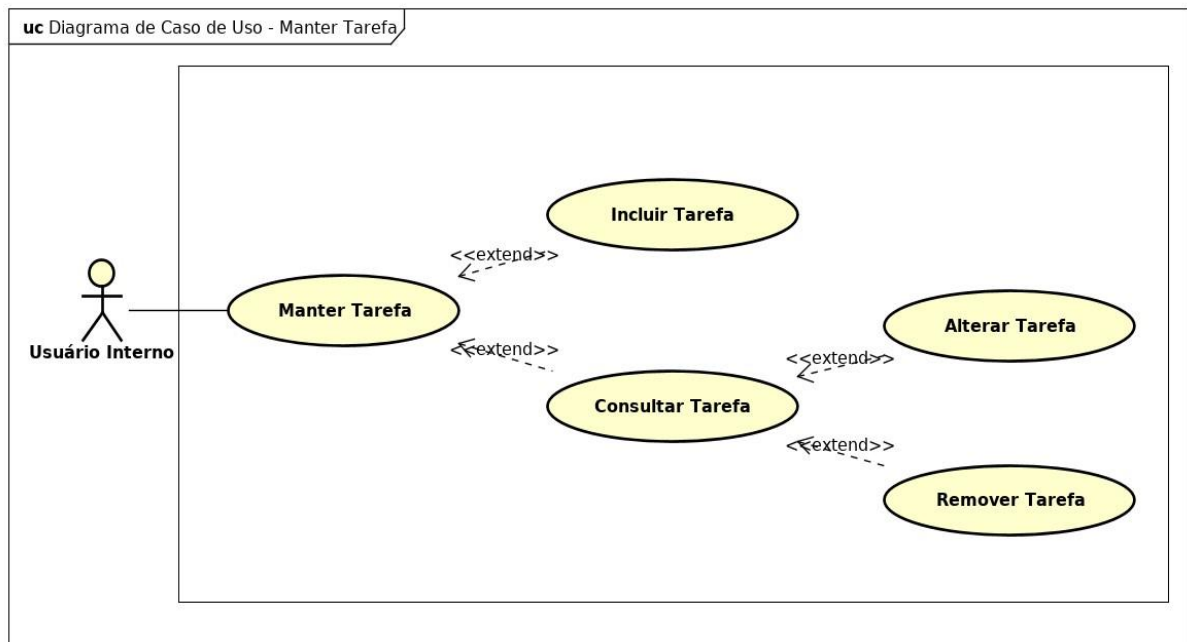 uc Diagrama de Caso de Uso - Manter Tarefa
Incluir Tarefa
<<extend>>
Manter Tarefa
Usuário Interno
<<extend>>
Alterar Tarefa
<<extend>>
Consultar Tarefa
<<extend>>
Remover Tarefa